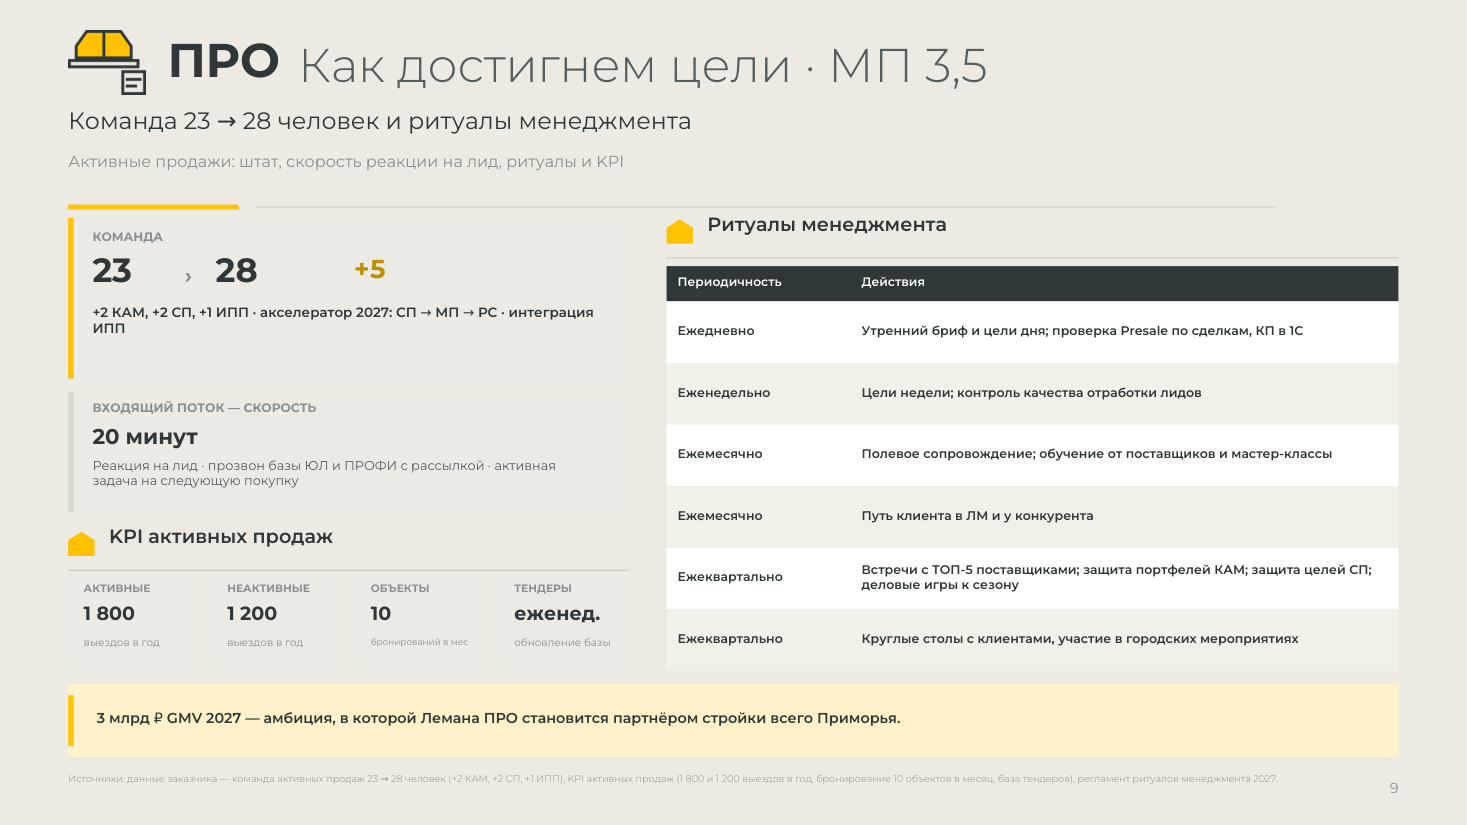 ПРО Как достигнем цели · МП 3,5
Команда 23 → 28 человек и ритуалы менеджмента
Активные продажи: штат, скорость реакции на лид, ритуалы и KPI
КОМАНДА
23 › 28 +5
+2 КАМ, +2 СП, +1 ИПП · акселератор 2027: СП → МП → РС · интеграция
ИПП
ВХОДЯЩИЙ ПОТОК — СКОРОСТЬ
20 минут
Реакция на лид · прозвон базы ЮЛ и ПРОФИ с рассылкой · активная
задача на следующую покупку
KPI активных продаж
АКТИВНЫЕ НЕАКТИВНЫЕ ОБЪЕКТЫ ТЕНДЕРЫ
1 800 1 200 10 еженед.
выездов в год выездов в год бронирований в мес обновление базы
Ритуалы менеджмента
Периодичность Действия
Ежедневно Утренний бриф и цели дня; проверка Presale по сделкам, КП в 1С
Еженедельно Цели недели; контроль качества отработки лидов
Ежемесячно Полевое сопровождение; обучение от поставщиков и мастер-классы
Ежемесячно Путь клиента в ЛМ и у конкурента
Ежеквартально Встречи с ТОП-5 поставщиками; защита портфелей КАМ; защита целей СП;
деловые игры к сезону
Ежеквартально Круглые столы с клиентами, участие в городских мероприятиях
3 млрд ₽ GMV 2027 — амбиция, в которой Лемана ПРО становится партнёром стройки всего Приморья.
Источники: данные заказчика — команда активных продаж 23 → 28 человек (+2 КАМ, +2 СП, +1 ИПП), KPI активных продаж (1 800 и 1 200 выездов в год, бронирование 10 объектов в месяц, база тендеров), регламент ритуалов менеджмента 2027.
9